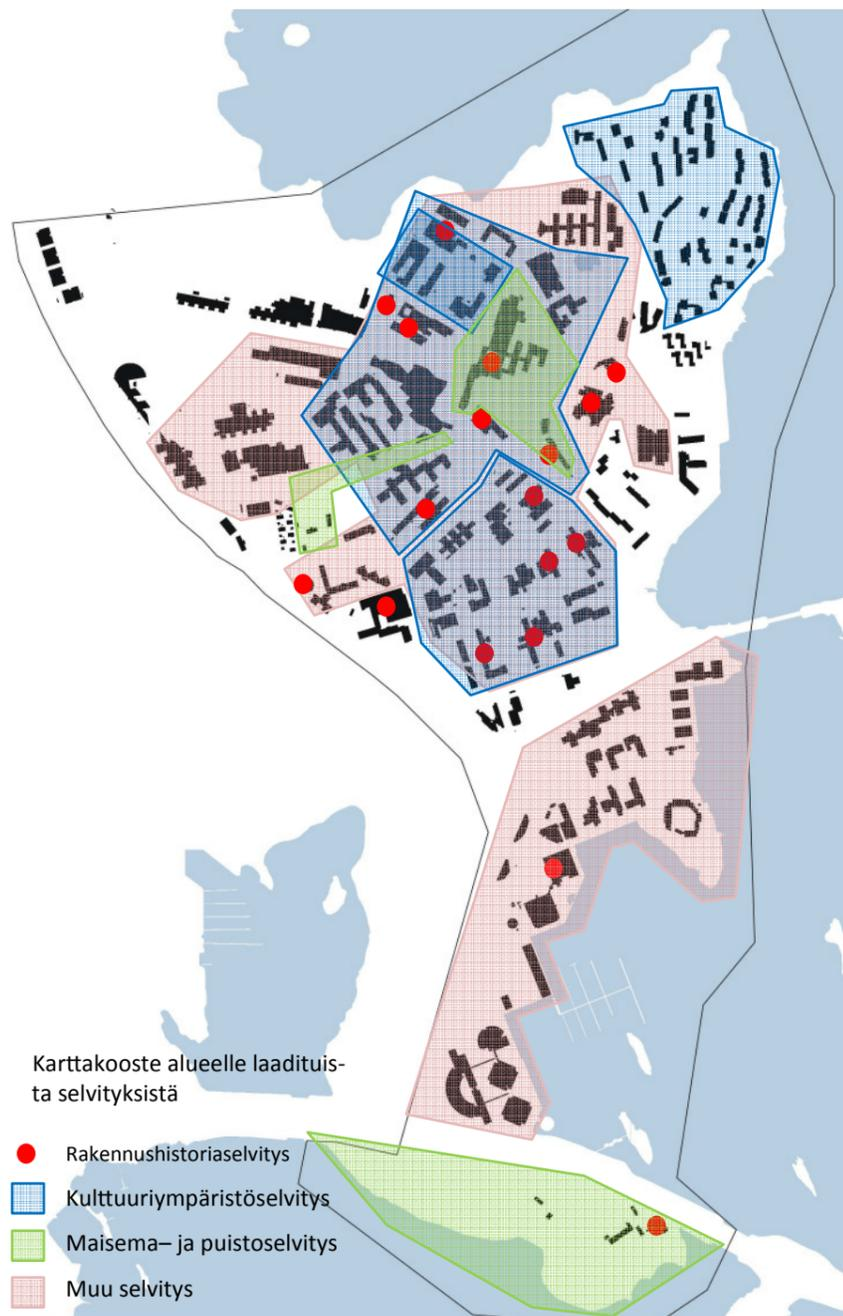 Karttakooste alueelle laadituis-
ta selvityksistä
Rakennushistoriaselvitys
Kulttuuriympäristöselvitys
Maisema– ja puistoselvitys
Muu selvitys